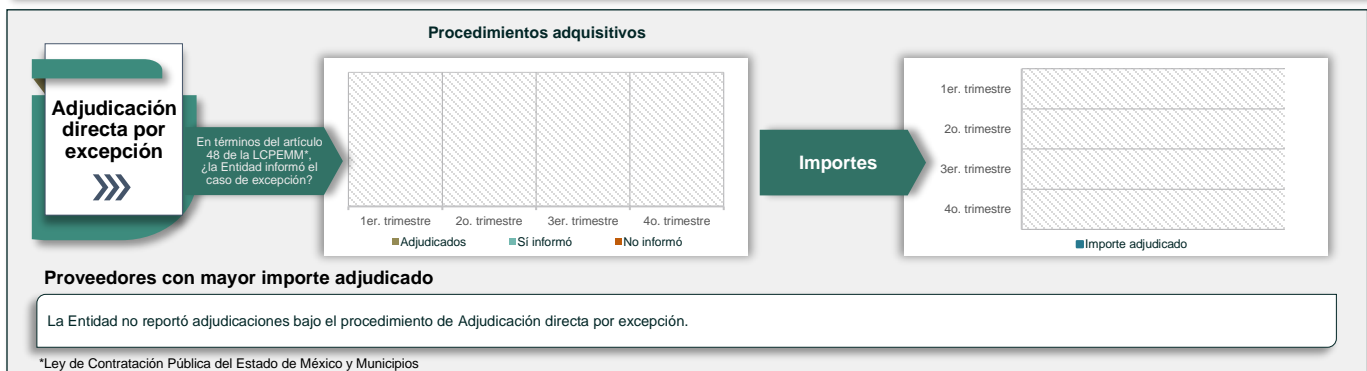 Procedimientos adquisitivos
Adjudicación
directa por
excepción
En términos del artículo
48 de la LCPEMM*,
¿la Entidad informó el
caso de excepción?
1er. trimestre
2o. trimestre
3er. trimestre
4o. trimestre
Adjudicados
Sí informó
No informó
Importes
1er. trimestre
2o. trimestre
3er. trimestre
4o. trimestre
Importe adjudicado
Proveedores con mayor importe adjudicado
La Entidad no reportó adjudicaciones bajo el procedimiento de Adjudicación directa por excepción.
*Ley de Contratación Pública del Estado de México y Municipios